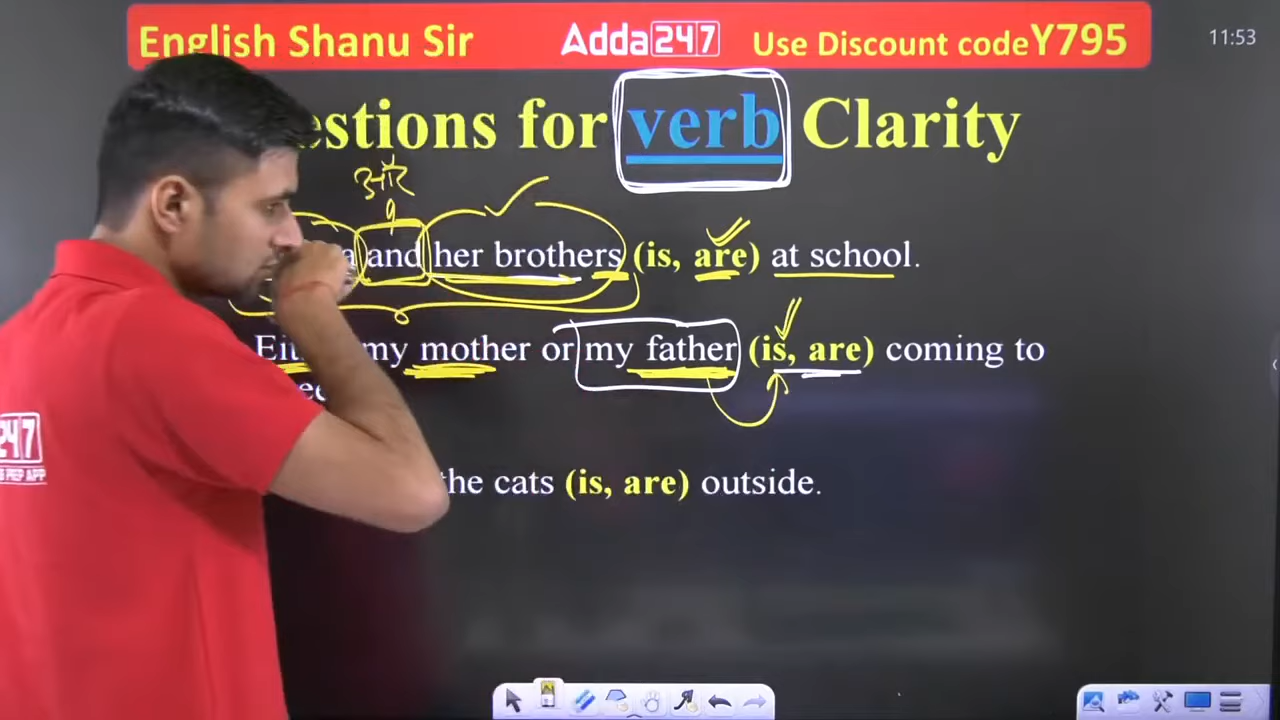 English Shanu Sir Adda247 Use Discount code Y795 11:53
estions for verb Clarity
और
and her brothers (is, are) at school.
my mother or my father (is, are) coming to
247
the cats (is, are) outside.